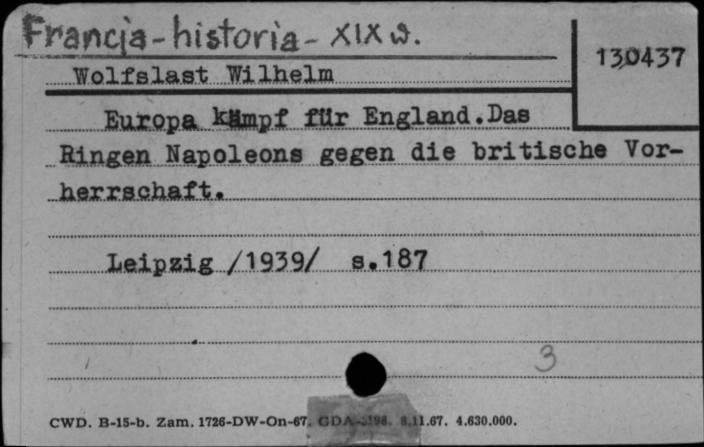 Francja-historia- XIX w.
130437
Wolfslast Wilhelm
Europa kämpf für England.Das
Ringen Napoleons gegen die britische Vor-
herrschaft.
Leipzig /1939/ s.187
3
CWD. B-15-b. Zam. 1726-DW-On-67. GDA- 8.11.67. 4.630.000.